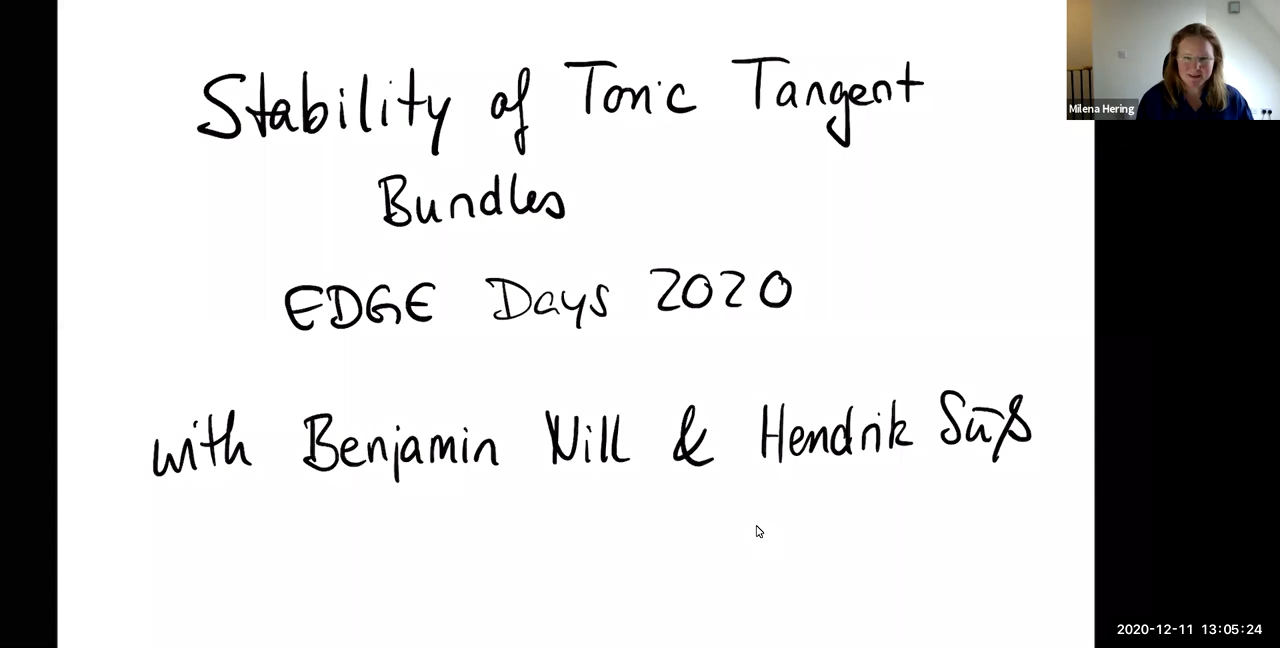 Stability of Toric Tangent
Bundles
EDGE Days 2020
with Benjamin Nill & Hendrik Süß
Milena Hering
2020-12-11 13:05:24